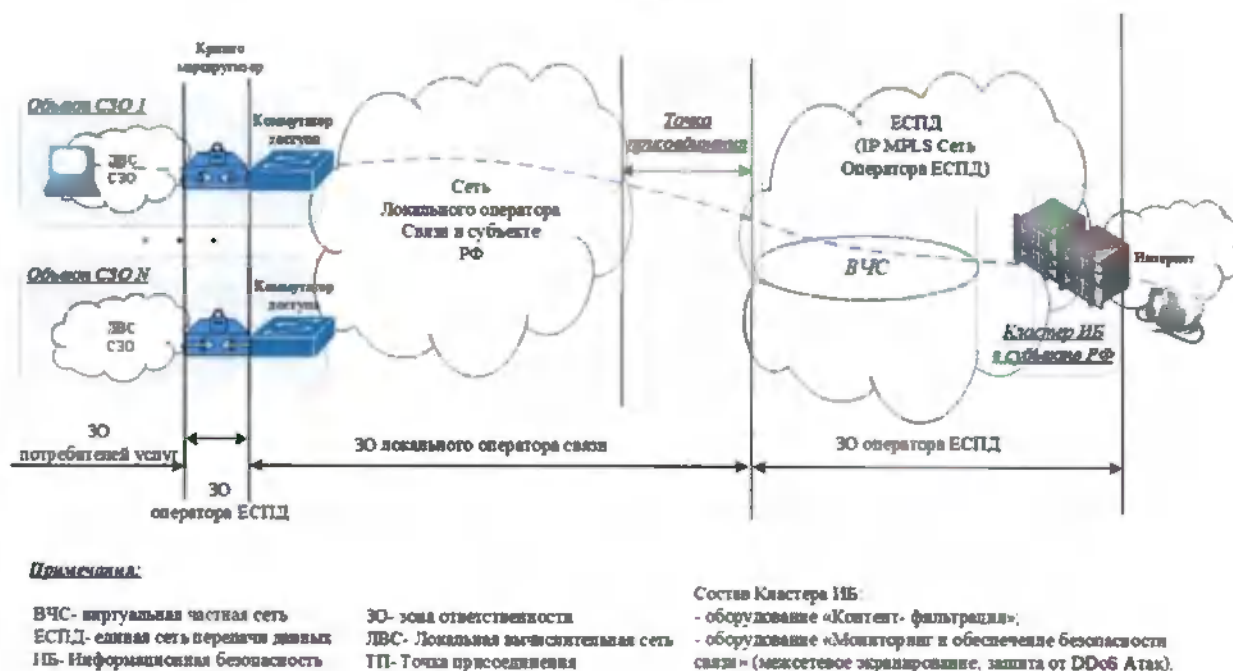 Крипто
маршрутизатор
Объект СЗО 1
ЛВС
СЗО
Коммутатор
доступа
Сеть
Локального оператора
Связи в субъекте
РФ
Точка
присоединения
ЕСПД
(IP MPLS Сеть
Оператора ЕСПД)
ВЧС
Интернет
Кластер ИБ
в субъекте РФ
Объект СЗО N
ЛВС
СЗО
Коммутатор
доступа
ЗО
потребителей услуг
ЗО
оператора ЕСПД
ЗО локального оператора связи
ЗО оператора ЕСПД
Примечания:
ВЧС- виртуальная частная сеть
ЕСПД- единая сеть передачи данных
ИБ- Информационная безопасность
ЗО- зона ответственности
ЛВС- Локальная вычислительная сеть
ТП- Точка присоединения
Состав Кластера ИБ:
- оборудование «Контент- фильтрация»;
- оборудование «Мониторинг и обеспечение безопасности
связи» (межсетевое экранирование, защита от DDoS Атак).